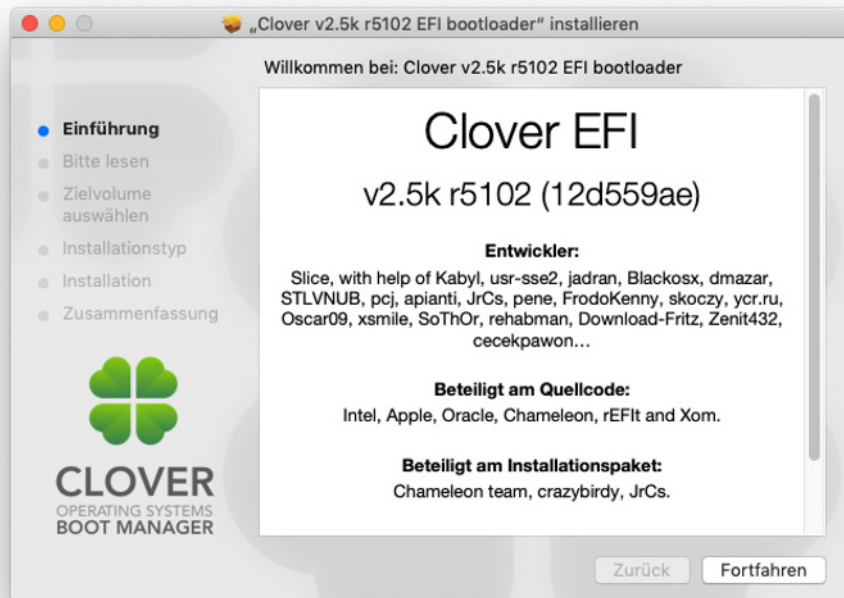 „Clover v2.5k r5102 EFI bootloader“ installieren
Willkommen bei: Clover v2.5k r5102 EFI bootloader
Einführung
Bitte lesen
Zielvolume
auswählen
Installationstyp
Installation
Zusammenfassung
CLOVER
OPERATING SYSTEMS
BOOT MANAGER
Clover EFI
v2.5k r5102 (12d559ae)
Entwickler:
Slice, with help of Kabyl, usr-sse2, jadran, Blackosx, dmazar,
STLVNUB, pcj, apianti, JrCs, pene, FrodoKenny, skoczy, ycr.ru,
Oscar09, xsmile, SoThOr, rehabman, Download-Fritz, Zenit432,
cecekpawon...
Beteiligt am Quellcode:
Intel, Apple, Oracle, Chameleon, rEFIt and Xom.
Beteiligt am Installationspaket:
Chameleon team, crazybirdy, JrCs.
Zurück
Fortfahren